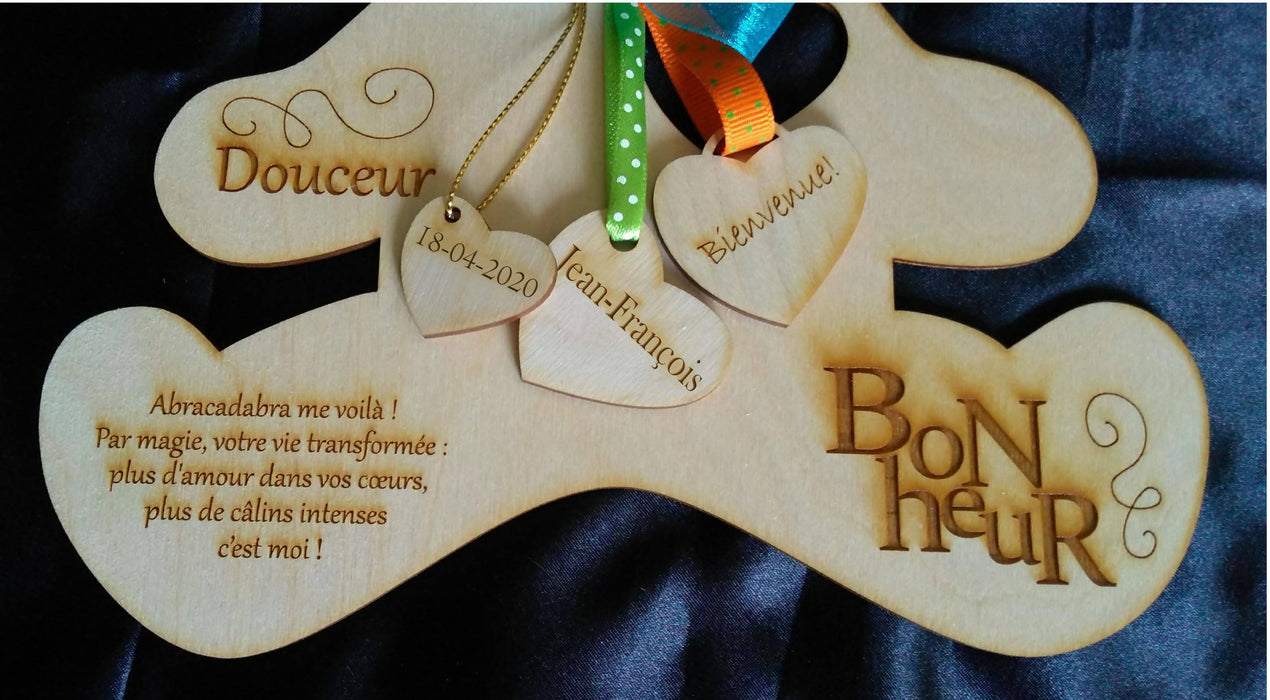 Douceur
18-04-2020
Jean-François
Bienvenue!
Abracadabra me voilà !
Par magie, votre vie transformée :
plus d'amour dans vos cœurs,
plus de câlins intenses
c’est moi !
BoN
heuR